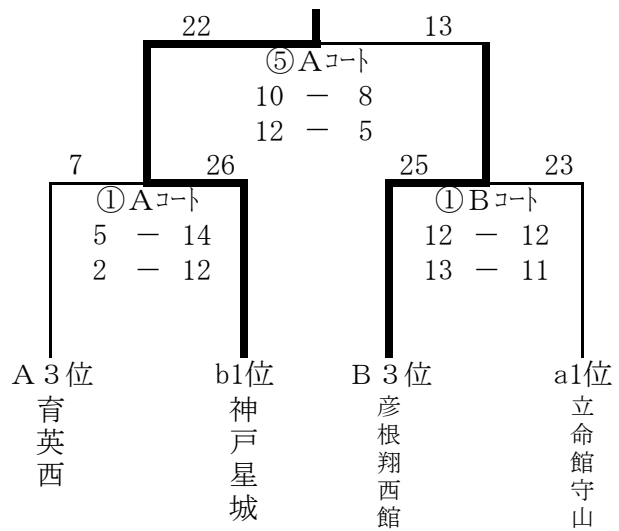 22 13
⑤Aコート
10 － 8
12 － 5
7 26 25 23
①Aコート ①Bコート
5 － 14 12 － 12
2 － 12 13 － 11
A３位 b1位 B３位 a1位
育英西 神戸星城 彦根翔西館 立命館守山